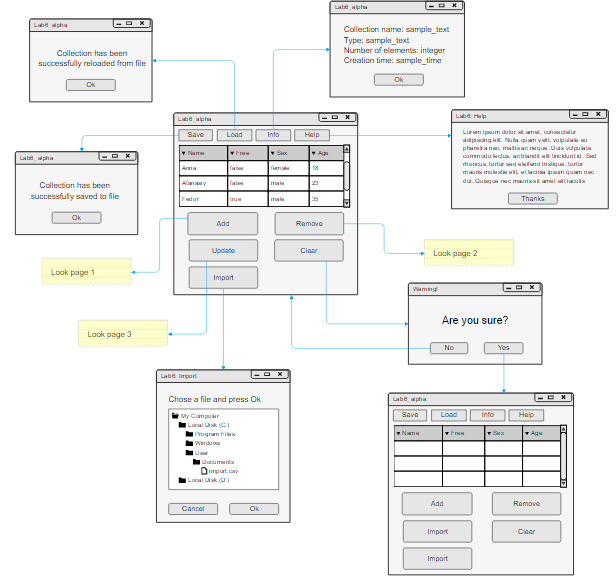 Lab6_alpha
Collection has been
successfully reloaded from file
Ok
Lab6_alpha
Collection name: sample_text
Type: sample_text
Number of elements: integer
Creation time: sample_time
Ok
Lab6_alpha
Save Load Info Help
Name Free Sex Age
Anna false female 18
Afanasiy false male 23
Fedor true male 35
Add Remove
Update Clear
Import
Lab6: Help
Lorem ipsum dolor sit amet, consectetur
adipiscing elit. Nulla quam velit, vulputate eu
pharetra nec, mattis ac neque. Duis vulputate
commodo lectus, ac blandit elit tincidunt id. Sed
rhoncus, tortor sed eleifend tristique, tortor
mauris molestie elit, et lacinia ipsum quam nec
dui. Quisque nec mauris sit amet elit iaculis
Thanks
Lab6_alpha
Collection has been
successfully saved to file
Ok
Look page 1
Look page 2
Look page 3
Warning!
Are you sure?
No Yes
Lab6: Import
Chose a file and press Ok
My Computer
Local Disk (C:)
Program Files
Windows
User
Documents
import.csv
Local Disk (D:)
Cancel Ok
Lab6_alpha
Save Load Info Help
Name Free Sex Age
Add Remove
Import Clear
Import